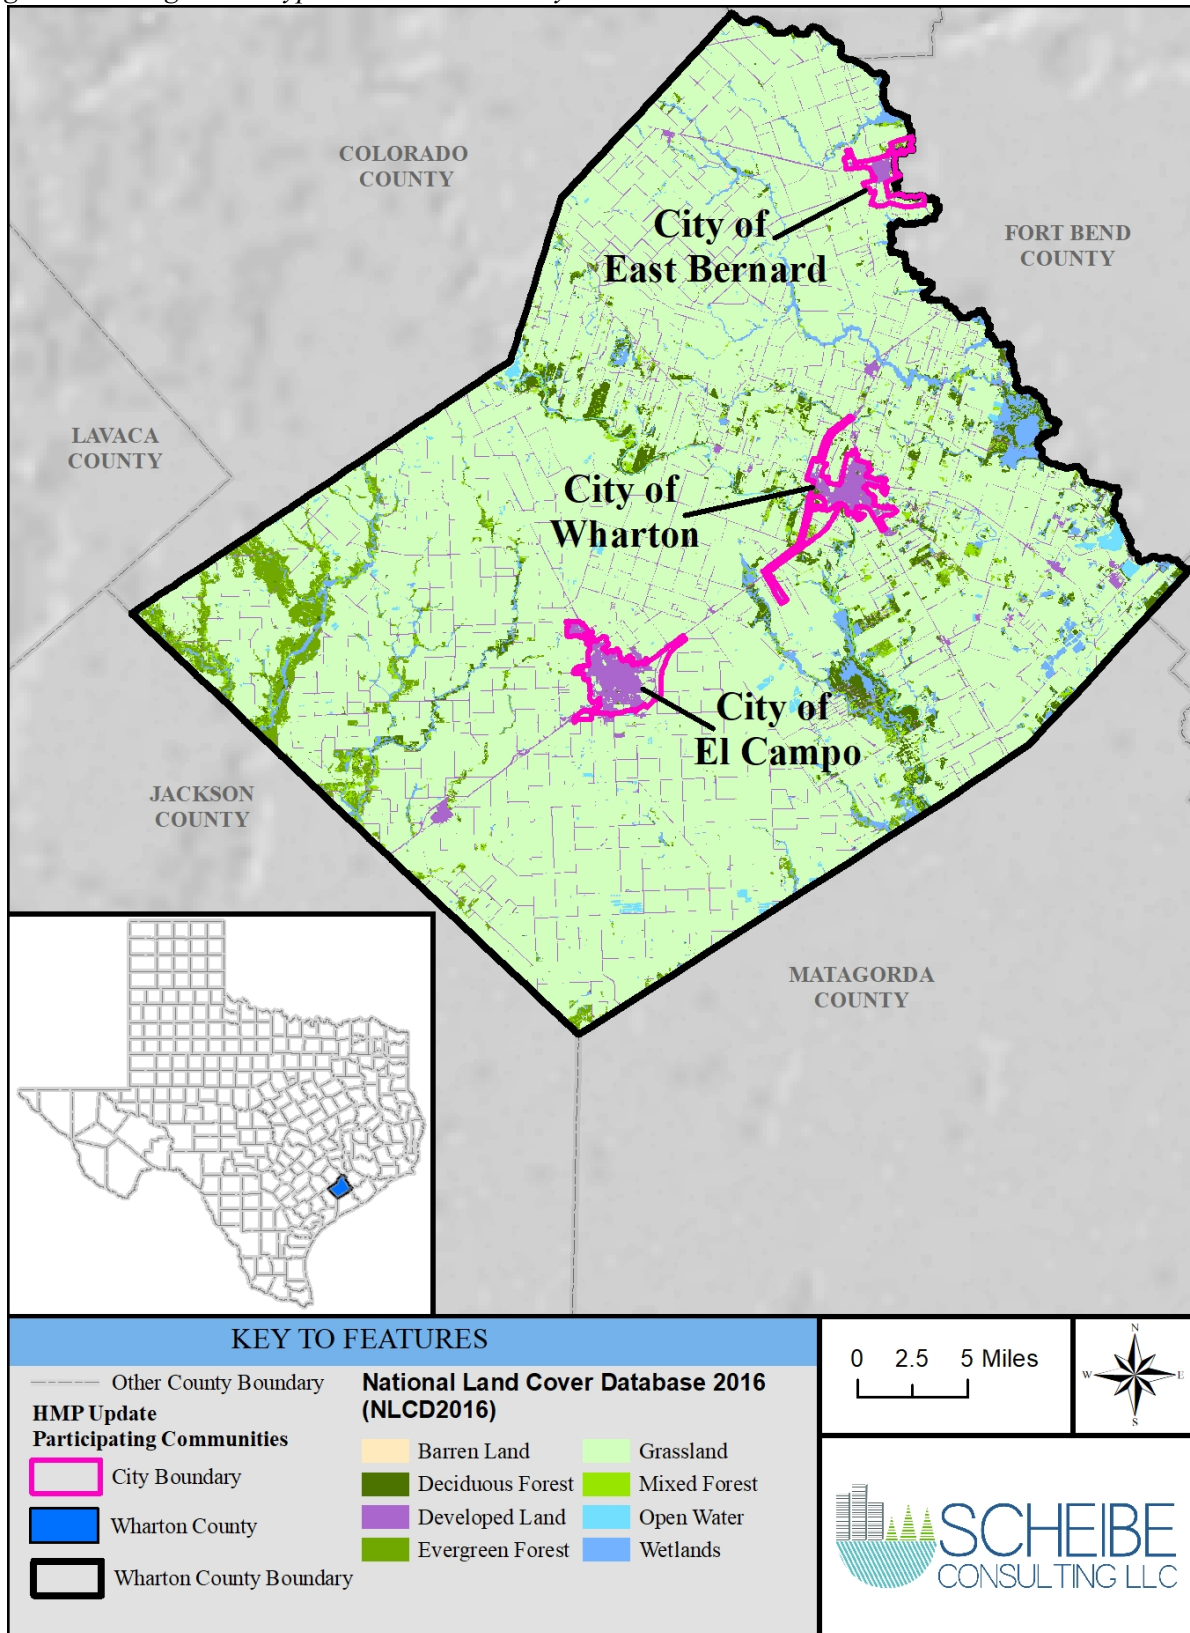 COLORADO
COUNTY
City of
East Bernard
FORT BEND
COUNTY
LAVACA
COUNTY
City of
Wharton
City of
El Campo
JACKSON
COUNTY
MATAGORDA
COUNTY
KEY TO FEATURES
Other County Boundary
HMP Update
Participating Communities
City Boundary
Wharton County
Wharton County Boundary
National Land Cover Database 2016
(NLCD2016)
Barren Land
Deciduous Forest
Developed Land
Evergreen Forest
Grassland
Mixed Forest
Open Water
Wetlands
0 2.5 5 Miles
N
W E
S
SCHEIBE
CONSULTING LLC